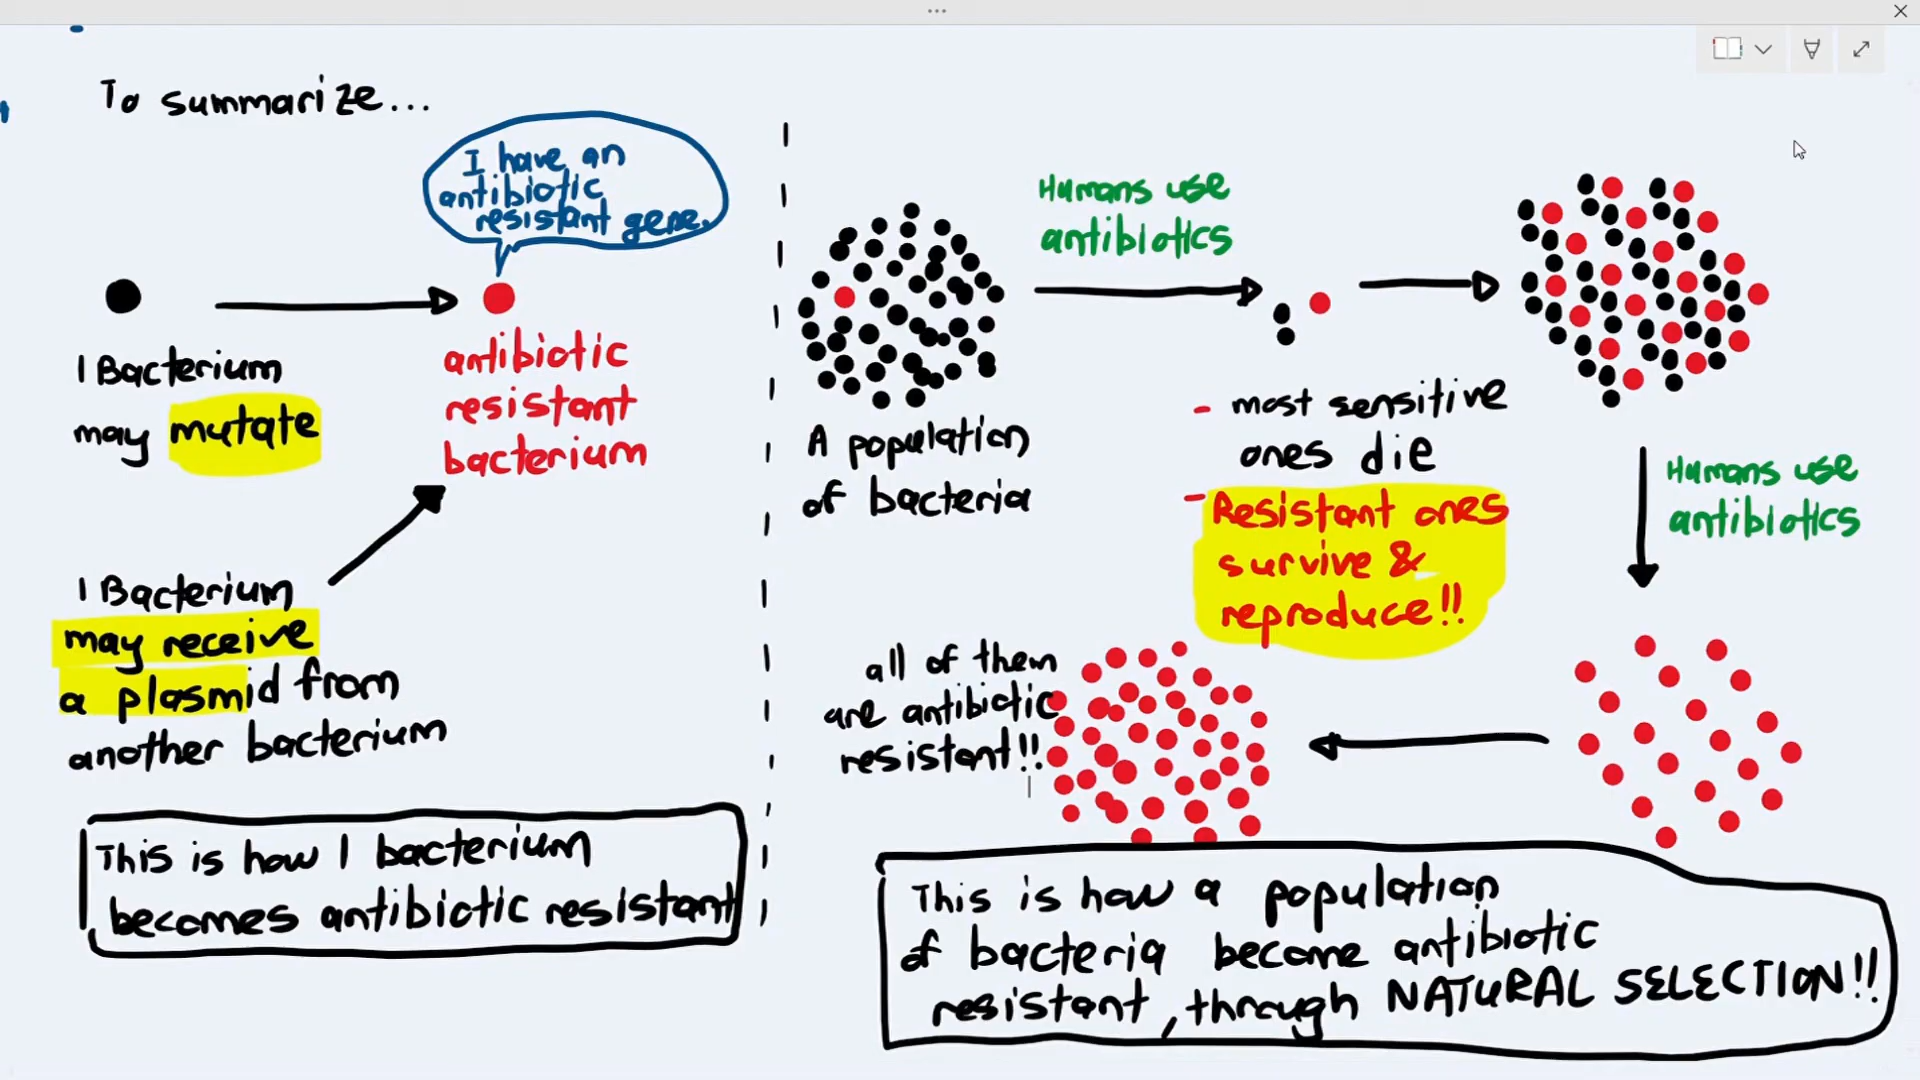 To summarize...
I have an
antibiotic
resistant gene.
1 Bacterium
may mutate
antibiotic
resistant
bacterium
1 Bacterium
may receive
a plasmid from
another bacterium
This is how 1 bacterium
becomes antibiotic resistant
A population
of bacteria
Humans use
antibiotics
- most sensitive
ones die
- Resistant ones
survive &
reproduce!!
Humans use
antibiotics
all of them
are antibiotic
resistant!!
This is how a population
of bacteria become antibiotic
resistant, through NATURAL SELECTION!!